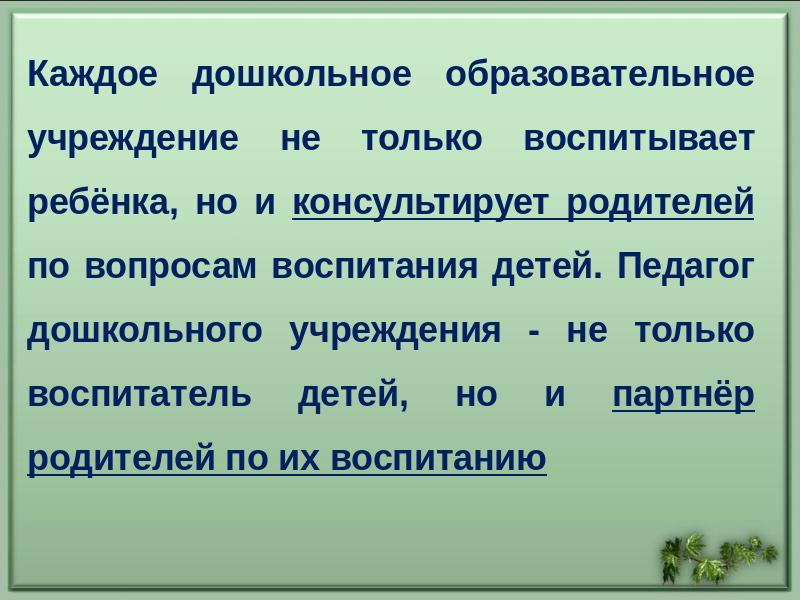 Каждое дошкольное образовательное
учреждение не только воспитывает
ребёнка, но и консультирует родителей
по вопросам воспитания детей. Педагог
дошкольного учреждения - не только
воспитатель детей, но и партнёр
родителей по их воспитанию